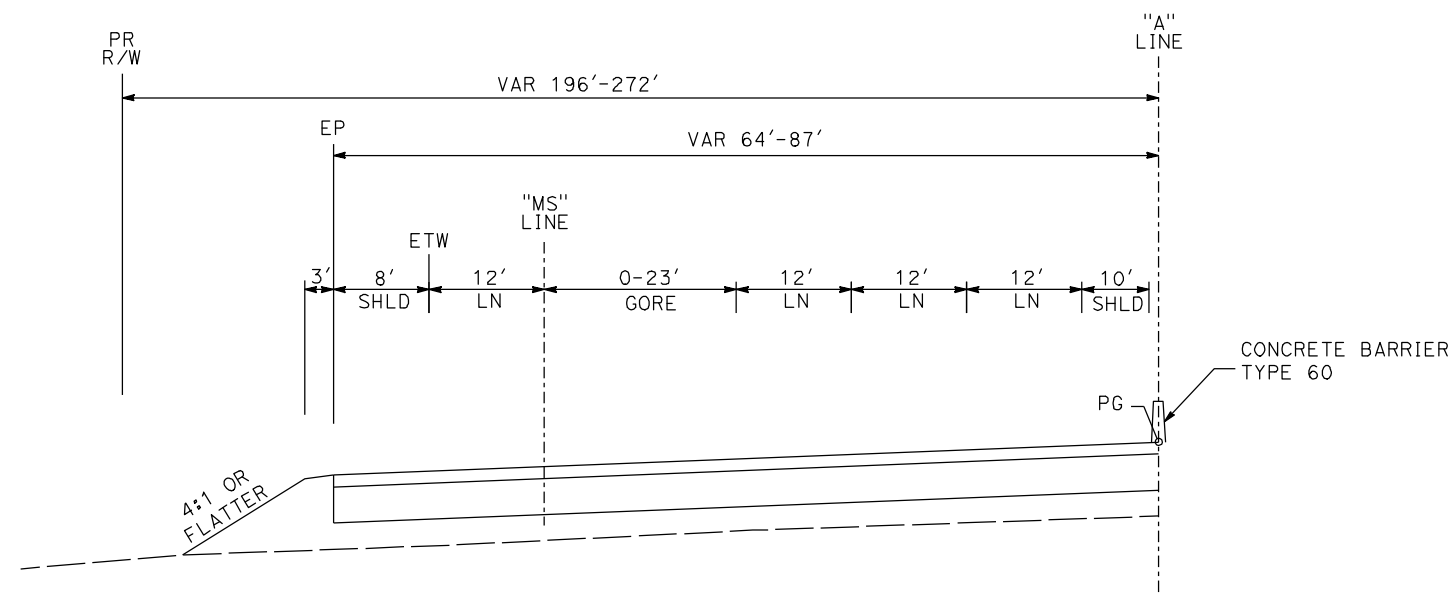 "A"
LINE
PR
R/W
VAR 196'-272'
EP
VAR 64'-87'
"MS"
LINE
ETW
3'
8'
SHLD
12'
LN
0-23'
GORE
12'
LN
12'
LN
12'
LN
10'
SHLD
CONCRETE BARRIER
TYPE 60
PG
4:1 OR
FLATTER